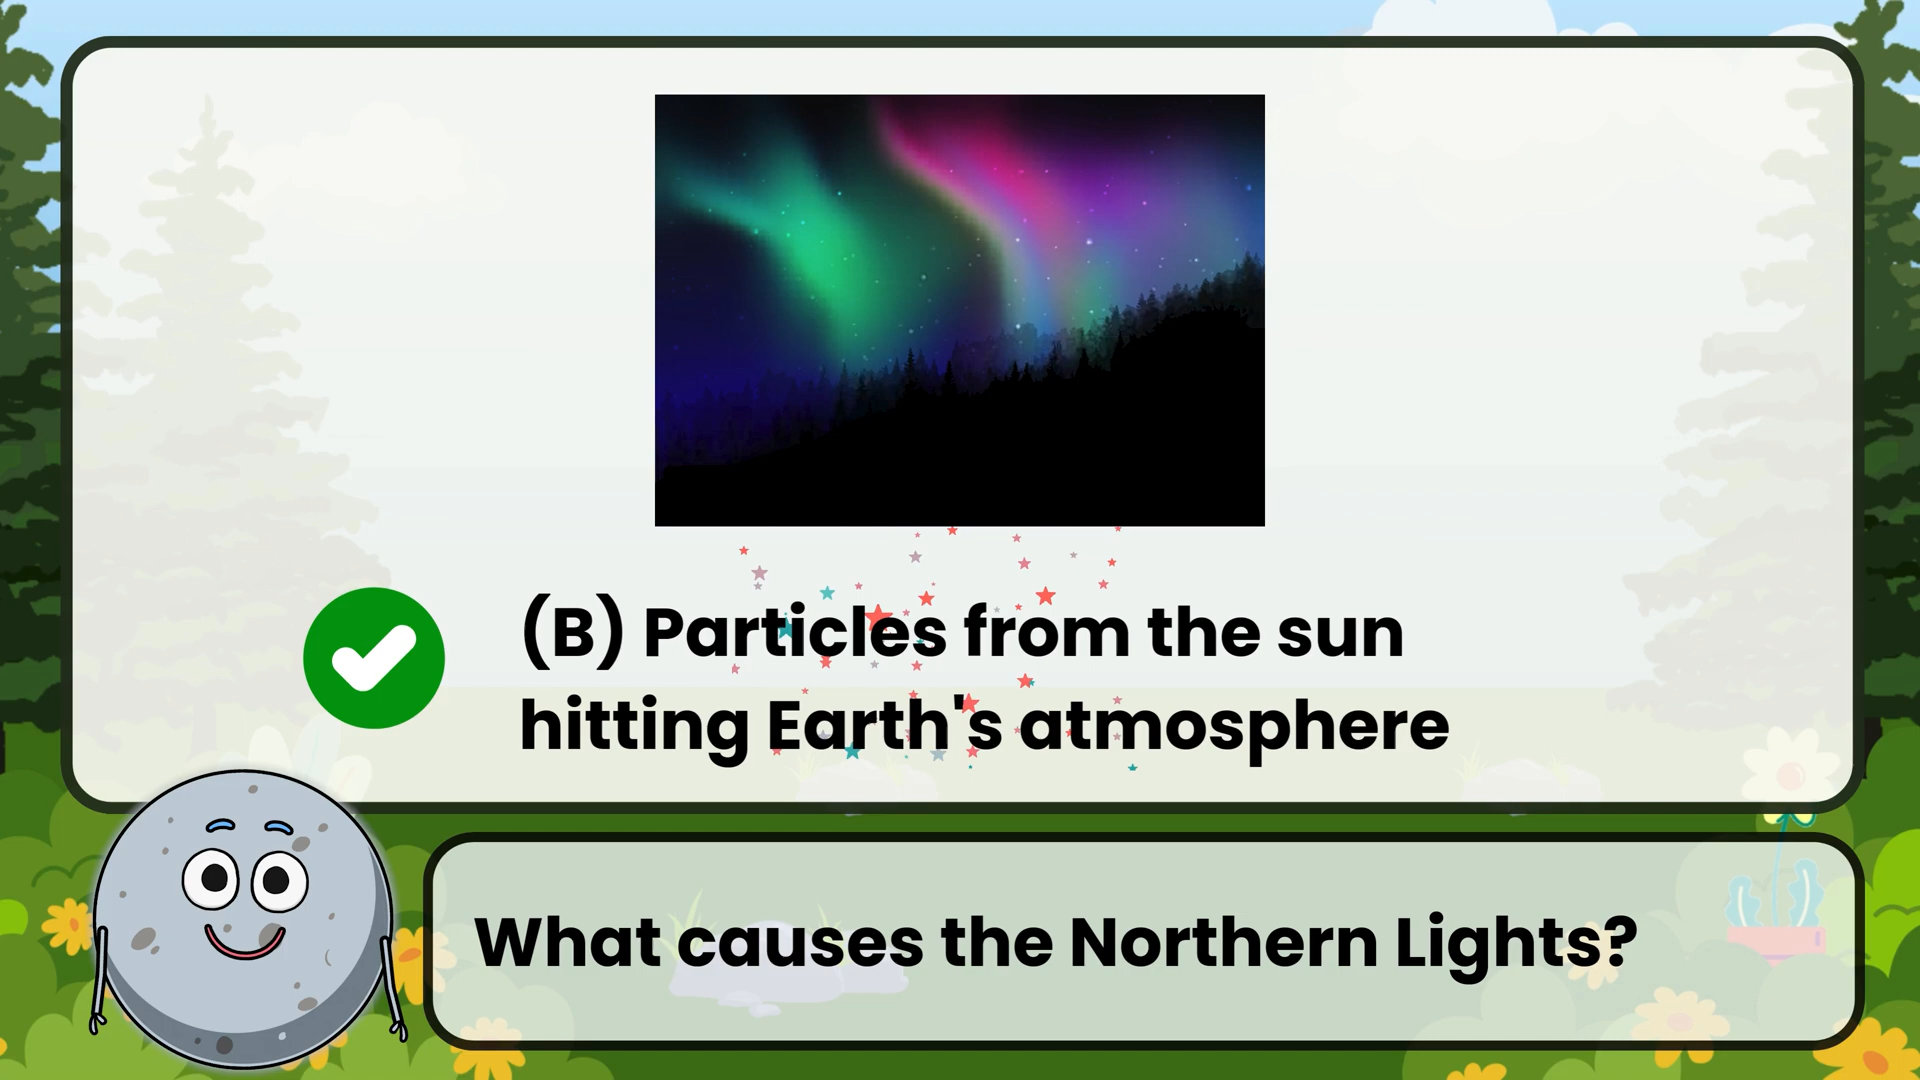 (B) Particles from the sun
hitting Earth's atmosphere
What causes the Northern Lights?